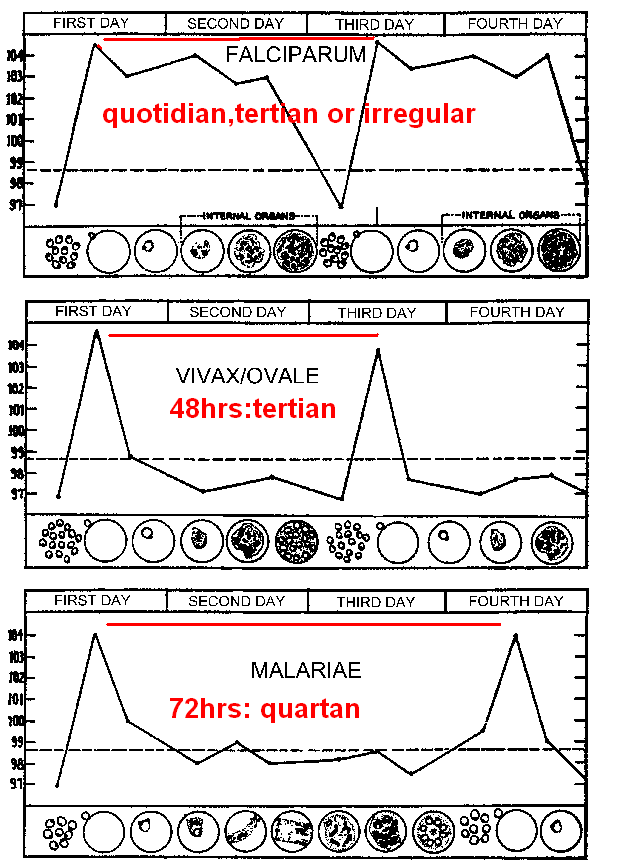 FIRST DAY SECOND DAY THIRD DAY FOURTH DAY
104
FALCIPARUM
103
102
quotidian,tertian or irregular
101
100
99
98
97
INTERNAL ORGANS INTERNAL ORGANS
FIRST DAY SECOND DAY THIRD DAY FOURTH DAY
104
103
VIVAX/OVALE
102
48hrs:tertian
101
100
99
98
97
FIRST DAY SECOND DAY THIRD DAY FOURTH DAY
104
103
MALARIAE
102
101
72hrs: quartan
100
99
98
97